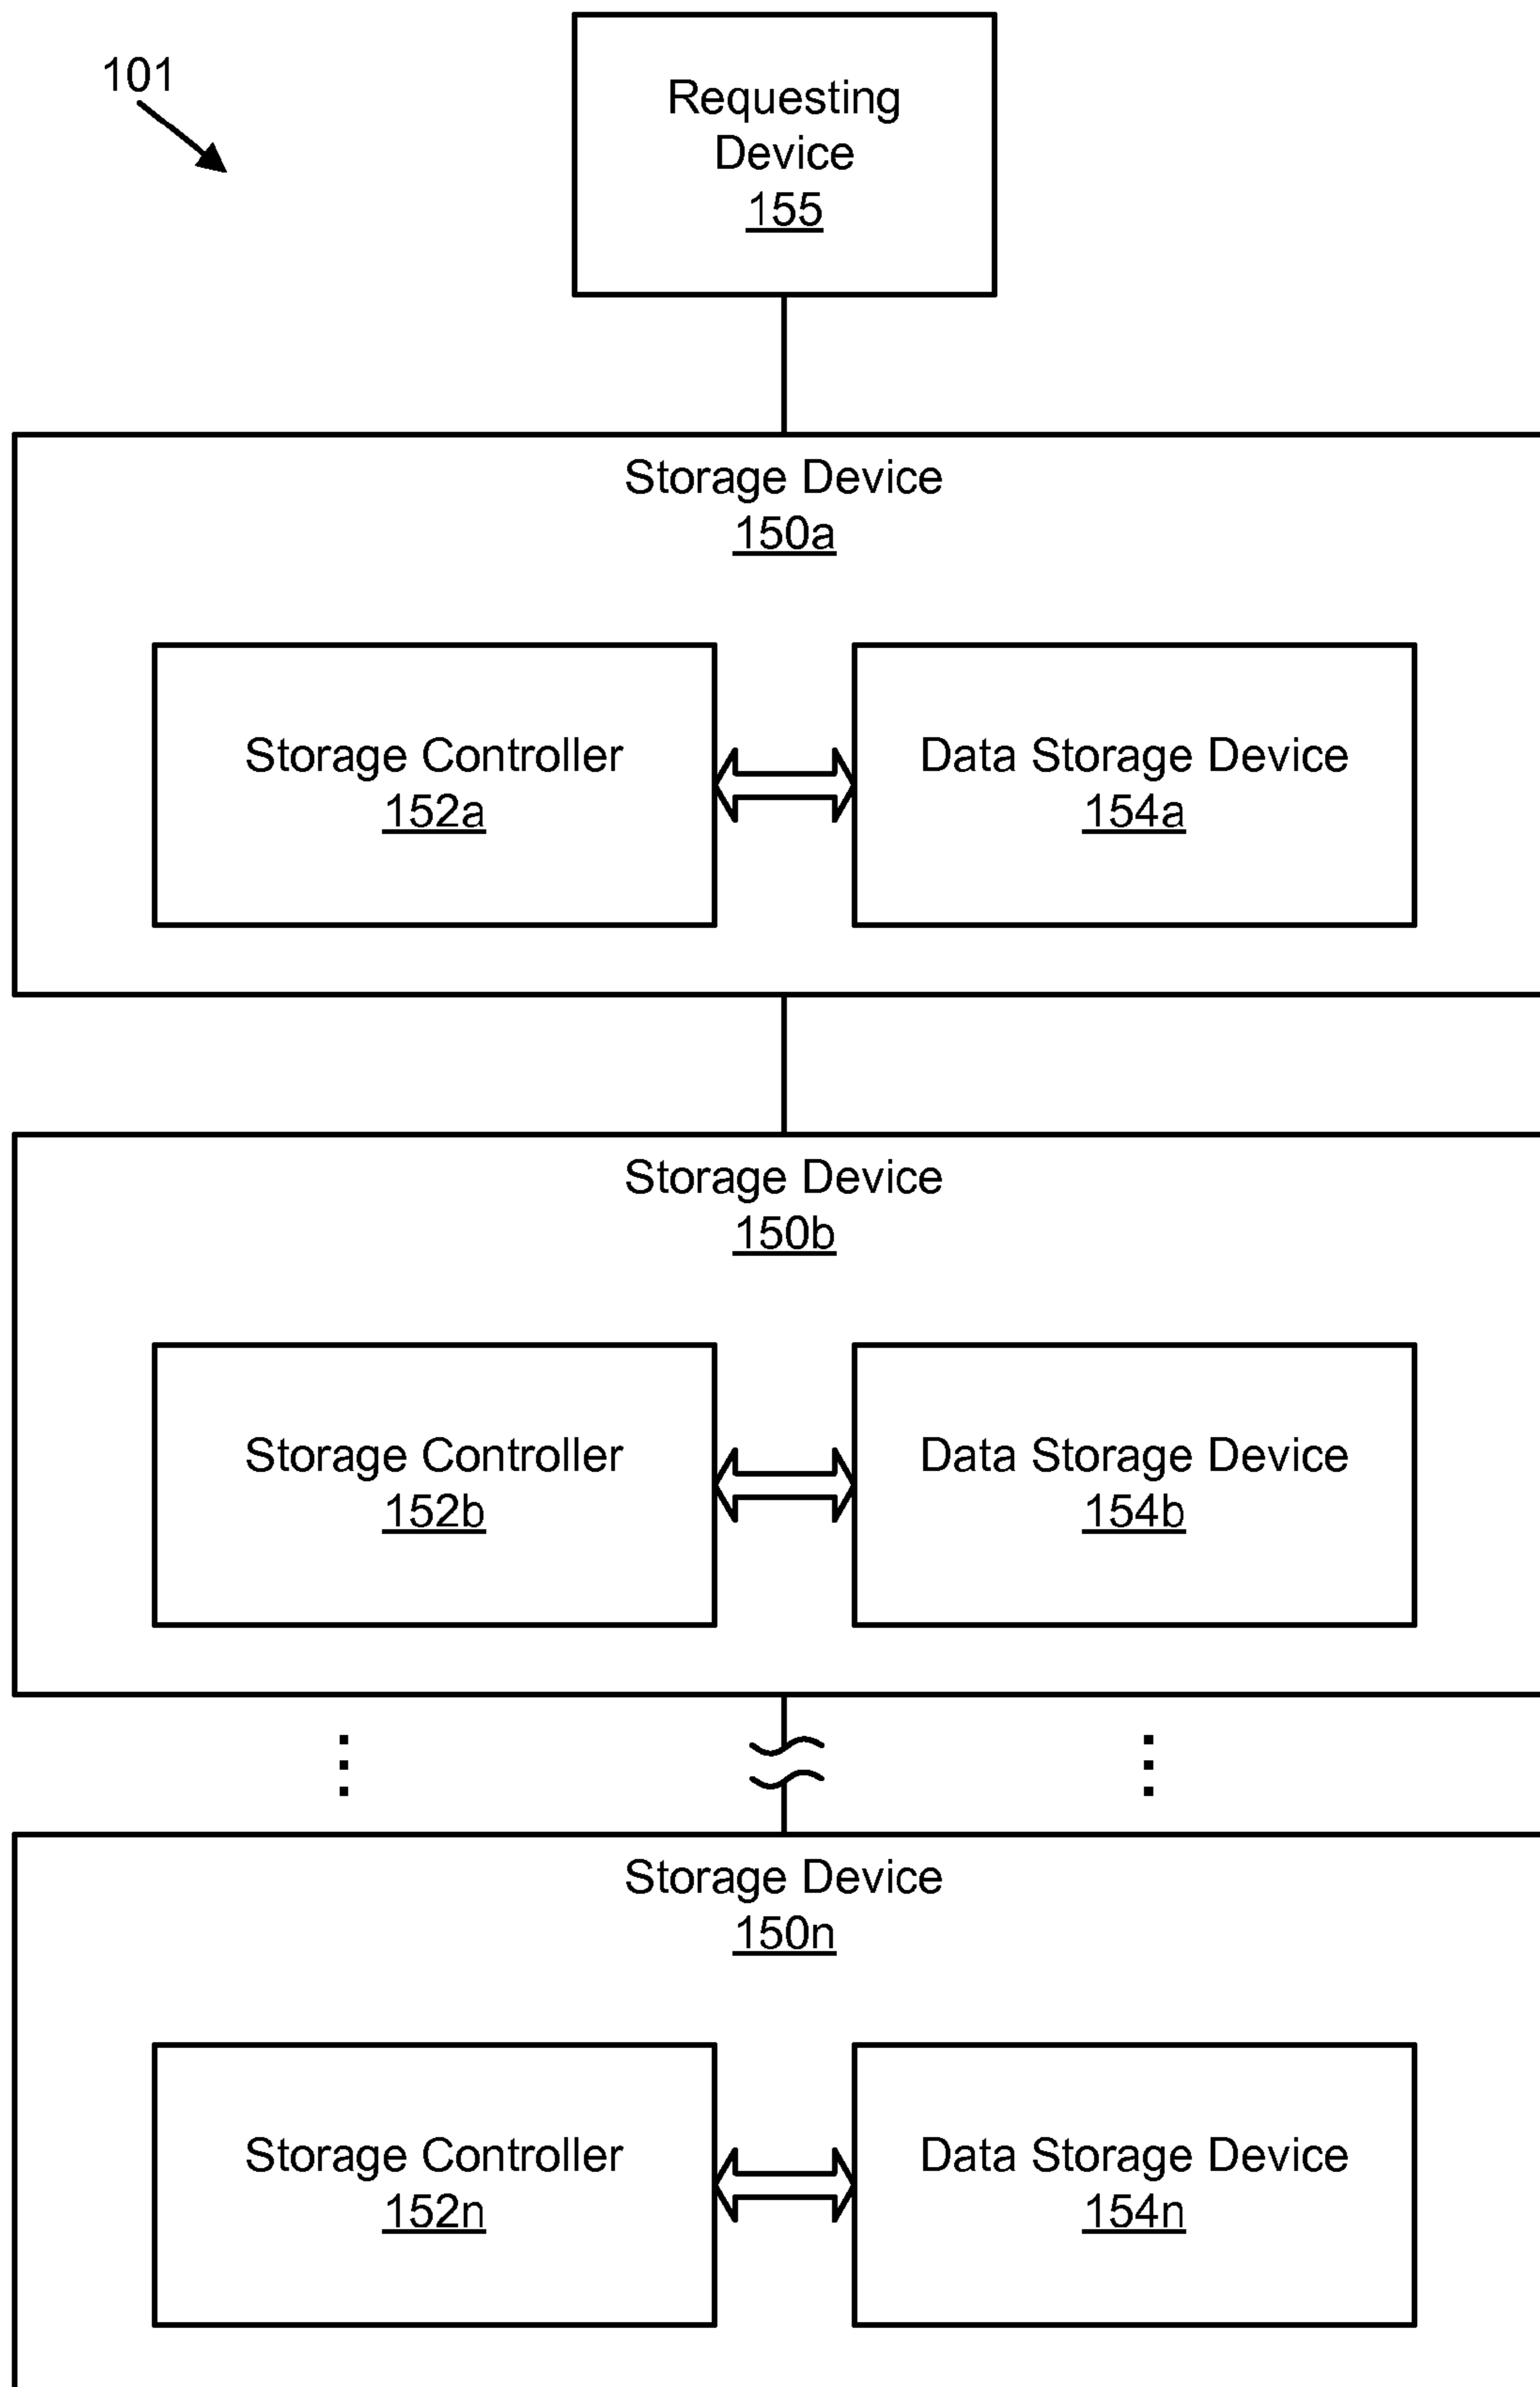 101
Requesting
Device
155
Storage Device
150a
Storage Controller
152a
Data Storage Device
154a
Storage Device
150b
Storage Controller
152b
Data Storage Device
154b
Storage Device
150n
Storage Controller
152n
Data Storage Device
154n